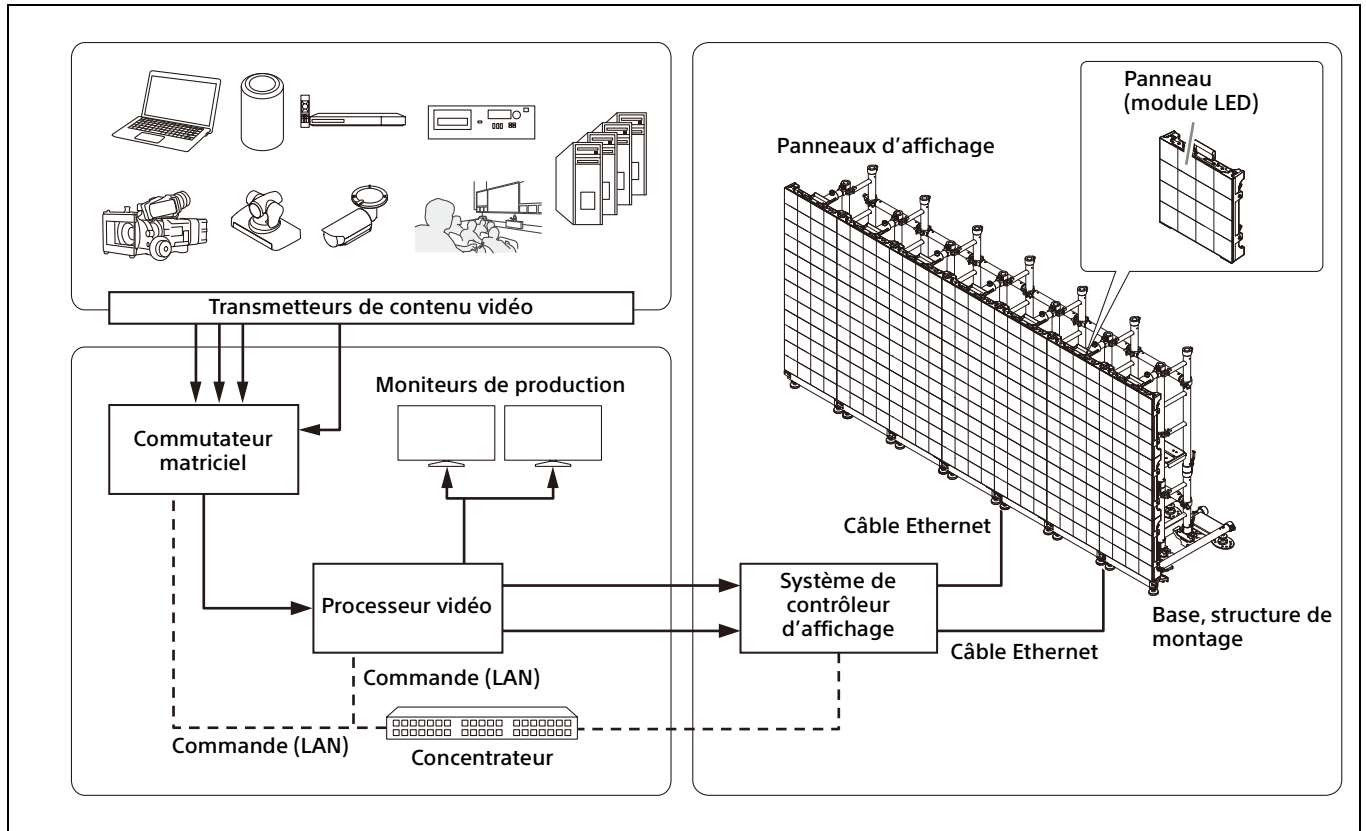 Transmetteurs de contenu vidéo
Moniteurs de production
Commutateur
matriciel
Processeur vidéo
Commande (LAN)
Commande (LAN)
Concentrateur
Panneau
(module LED)
Panneaux d’affichage
Câble Ethernet
Système de
contrôleur
d’affichage
Câble Ethernet
Base, structure de
montage